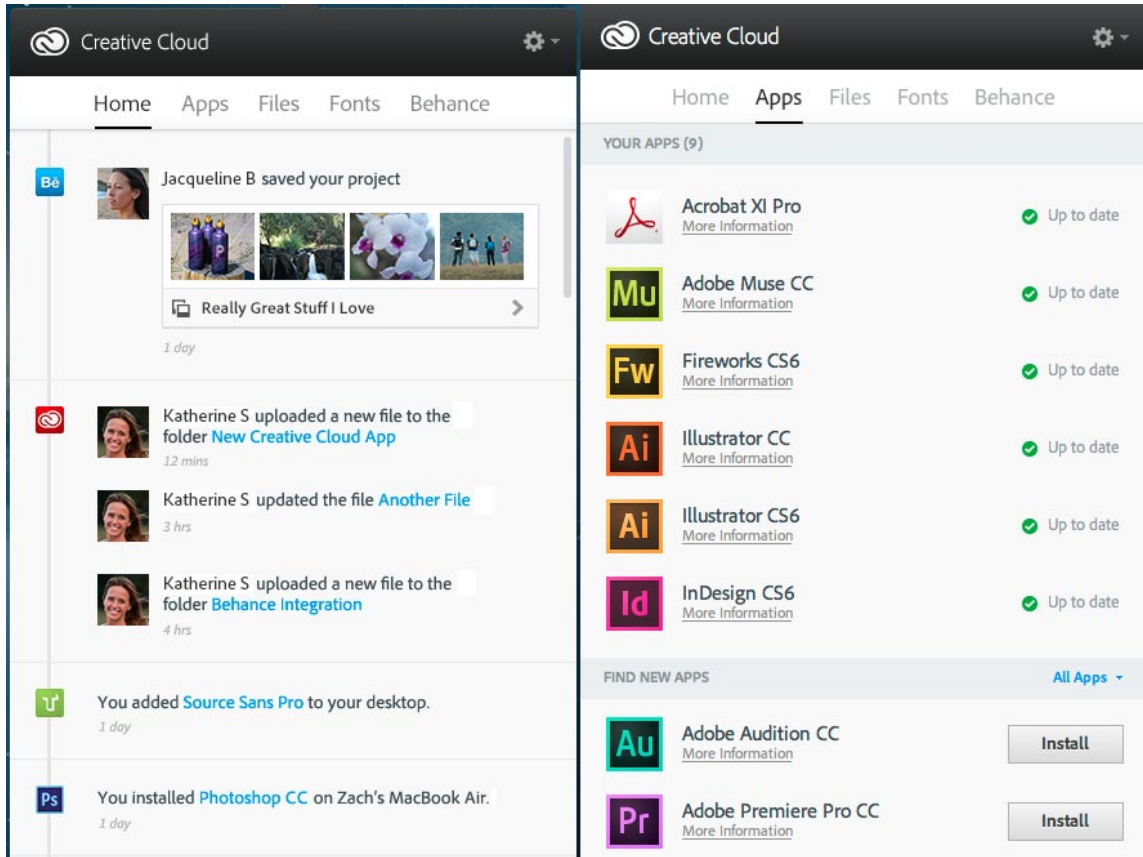 Creative Cloud
Home Apps Files Fonts Behance
Bē
Jacqueline B saved your project
P
Really Great Stuff I Love
1 day
Katherine S uploaded a new file to the
folder New Creative Cloud App
12 mins
Katherine S updated the file Another File
3 hrs
Katherine S uploaded a new file to the
folder Behance Integration
4 hrs
You added Source Sans Pro to your desktop.
1 day
Ps
You installed Photoshop CC on Zach's MacBook Air.
1 day
Creative Cloud
Home Apps Files Fonts Behance
YOUR APPS (9)
Acrobat XI Pro
More Information
Up to date
Mu
Adobe Muse CC
More Information
Up to date
Fw
Fireworks CS6
More Information
Up to date
Ai
Illustrator CC
More Information
Up to date
Ai
Illustrator CS6
More Information
Up to date
Id
InDesign CS6
More Information
Up to date
FIND NEW APPS
All Apps
Au
Adobe Audition CC
More Information
Install
Pr
Adobe Premiere Pro CC
More Information
Install